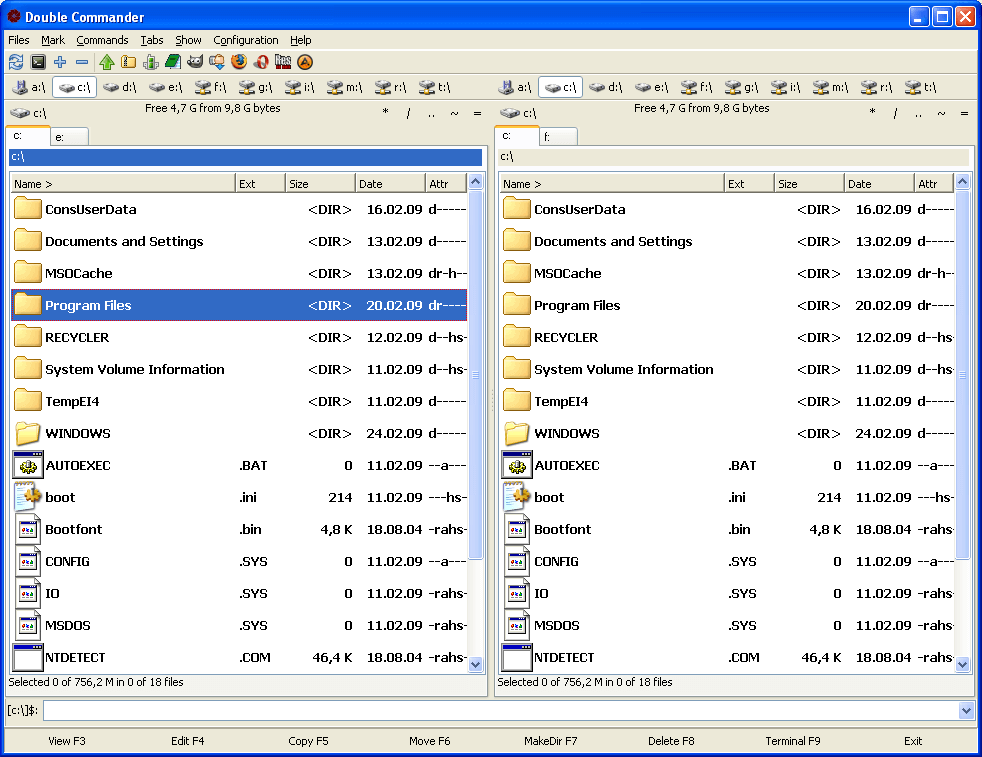 Double Commander
Files Mark Commands Tabs Show Configuration Help
a:\ c:\ d:\ e:\ f:\ g:\ i:\ m:\ r:\ t:\ a:\ c:\ d:\ e:\ f:\ g:\ i:\ m:\ r:\ t:\
c:\ Free 4,7 G from 9,8 G bytes * / .. ~ = c:\ Free 4,7 G from 9,8 G bytes * / .. ~ =
c: e: c: f:
c:\ c:\
Name > Ext Size Date Attr Name > Ext Size Date Attr
ConsUserData <DIR> 16.02.09 d----- ConsUserData <DIR> 16.02.09 d-----
Documents and Settings <DIR> 13.02.09 d----- Documents and Settings <DIR> 13.02.09 d-----
MSOCache <DIR> 13.02.09 dr-h-- MSOCache <DIR> 13.02.09 dr-h--
Program Files <DIR> 20.02.09 dr---- Program Files <DIR> 20.02.09 dr----
RECYCLER <DIR> 12.02.09 d--hs- RECYCLER <DIR> 12.02.09 d--hs-
System Volume Information <DIR> 11.02.09 d--hs- System Volume Information <DIR> 11.02.09 d--hs-
TempEI4 <DIR> 11.02.09 d----- TempEI4 <DIR> 11.02.09 d-----
WINDOWS <DIR> 24.02.09 d----- WINDOWS <DIR> 24.02.09 d-----
AUTOEXEC .BAT 0 11.02.09 --a--- AUTOEXEC .BAT 0 11.02.09 --a---
boot .ini 214 11.02.09 ---hs- boot .ini 214 11.02.09 ---hs-
Bootfont .bin 4,8 K 18.08.04 -rahs- Bootfont .bin 4,8 K 18.08.04 -rahs-
CONFIG .SYS 0 11.02.09 --a--- CONFIG .SYS 0 11.02.09 --a---
IO .SYS 0 11.02.09 -rahs- IO .SYS 0 11.02.09 -rahs-
MSDOS .SYS 0 11.02.09 -rahs- MSDOS .SYS 0 11.02.09 -rahs-
NTDETECT .COM 46,4 K 18.08.04 -rahs- NTDETECT .COM 46,4 K 18.08.04 -rahs-
Selected 0 of 756,2 M in 0 of 18 files Selected 0 of 756,2 M in 0 of 18 files
[c:\]$:
View F3 Edit F4 Copy F5 Move F6 MakeDir F7 Delete F8 Terminal F9 Exit